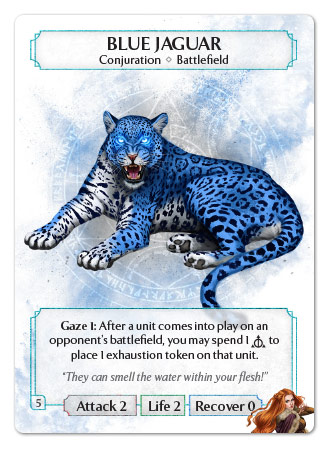 BLUE JAGUAR
Conjuration ⋄ Battlefield
Gaze 1: After a unit comes into play on an
opponent's battlefield, you may spend 1 to
place 1 exhaustion token on that unit.
"They can smell the water within your flesh!"
5 Attack 2 Life 2 Recover 0